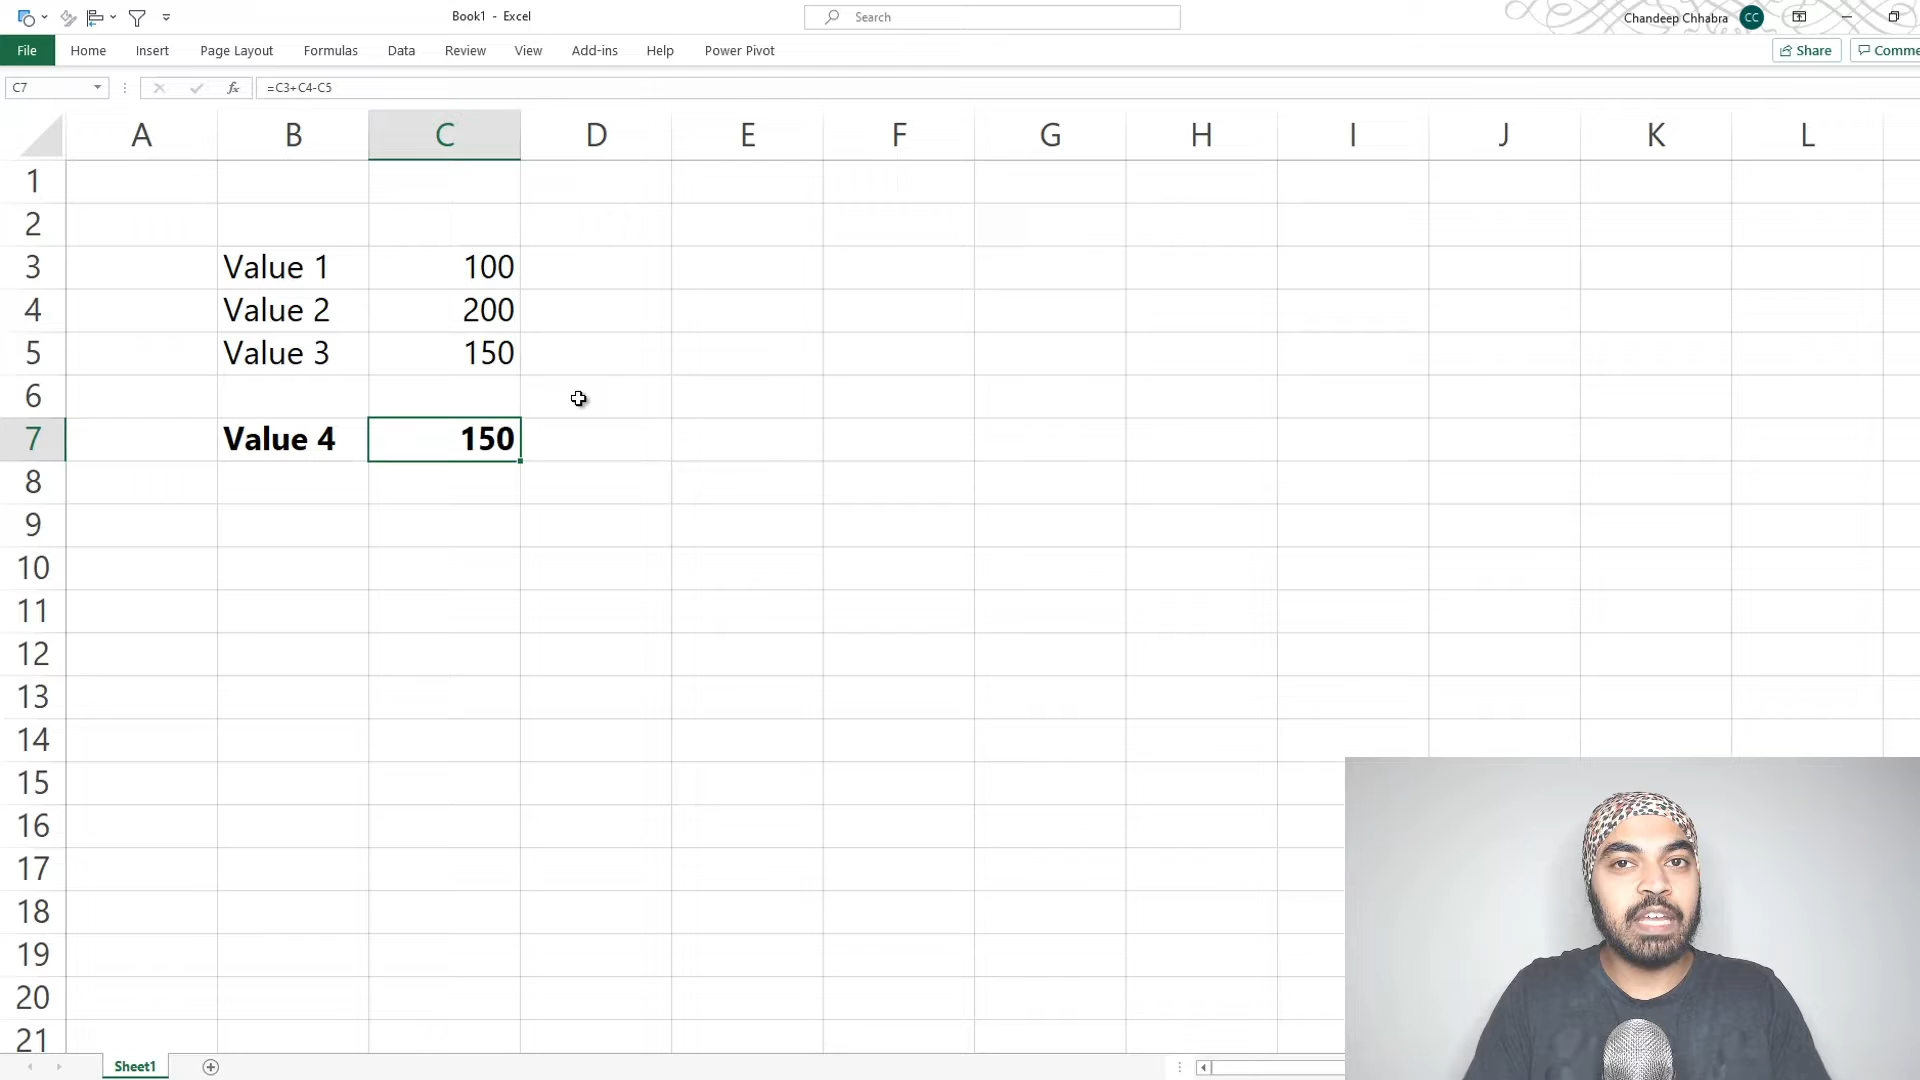 Book1 - Excel
Search
Chandeep Chhabra
CC
File Home Insert Page Layout Formulas Data Review View Add-ins Help Power Pivot
Share
Comme
C7
fx
=C3+C4-C5
A B C D E F G H I J K L
1
2
3 Value 1 100
4 Value 2 200
5 Value 3 150
6
7 Value 4 150
8
9
10
11
12
13
14
15
16
17
18
19
20
21
Sheet1